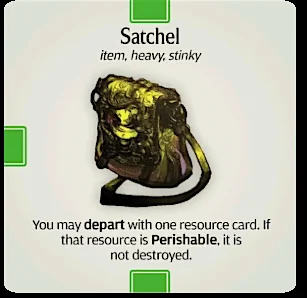 Satchel
item, heavy, stinky
You may depart with one resource card. If
that resource is Perishable, it is
not destroyed.